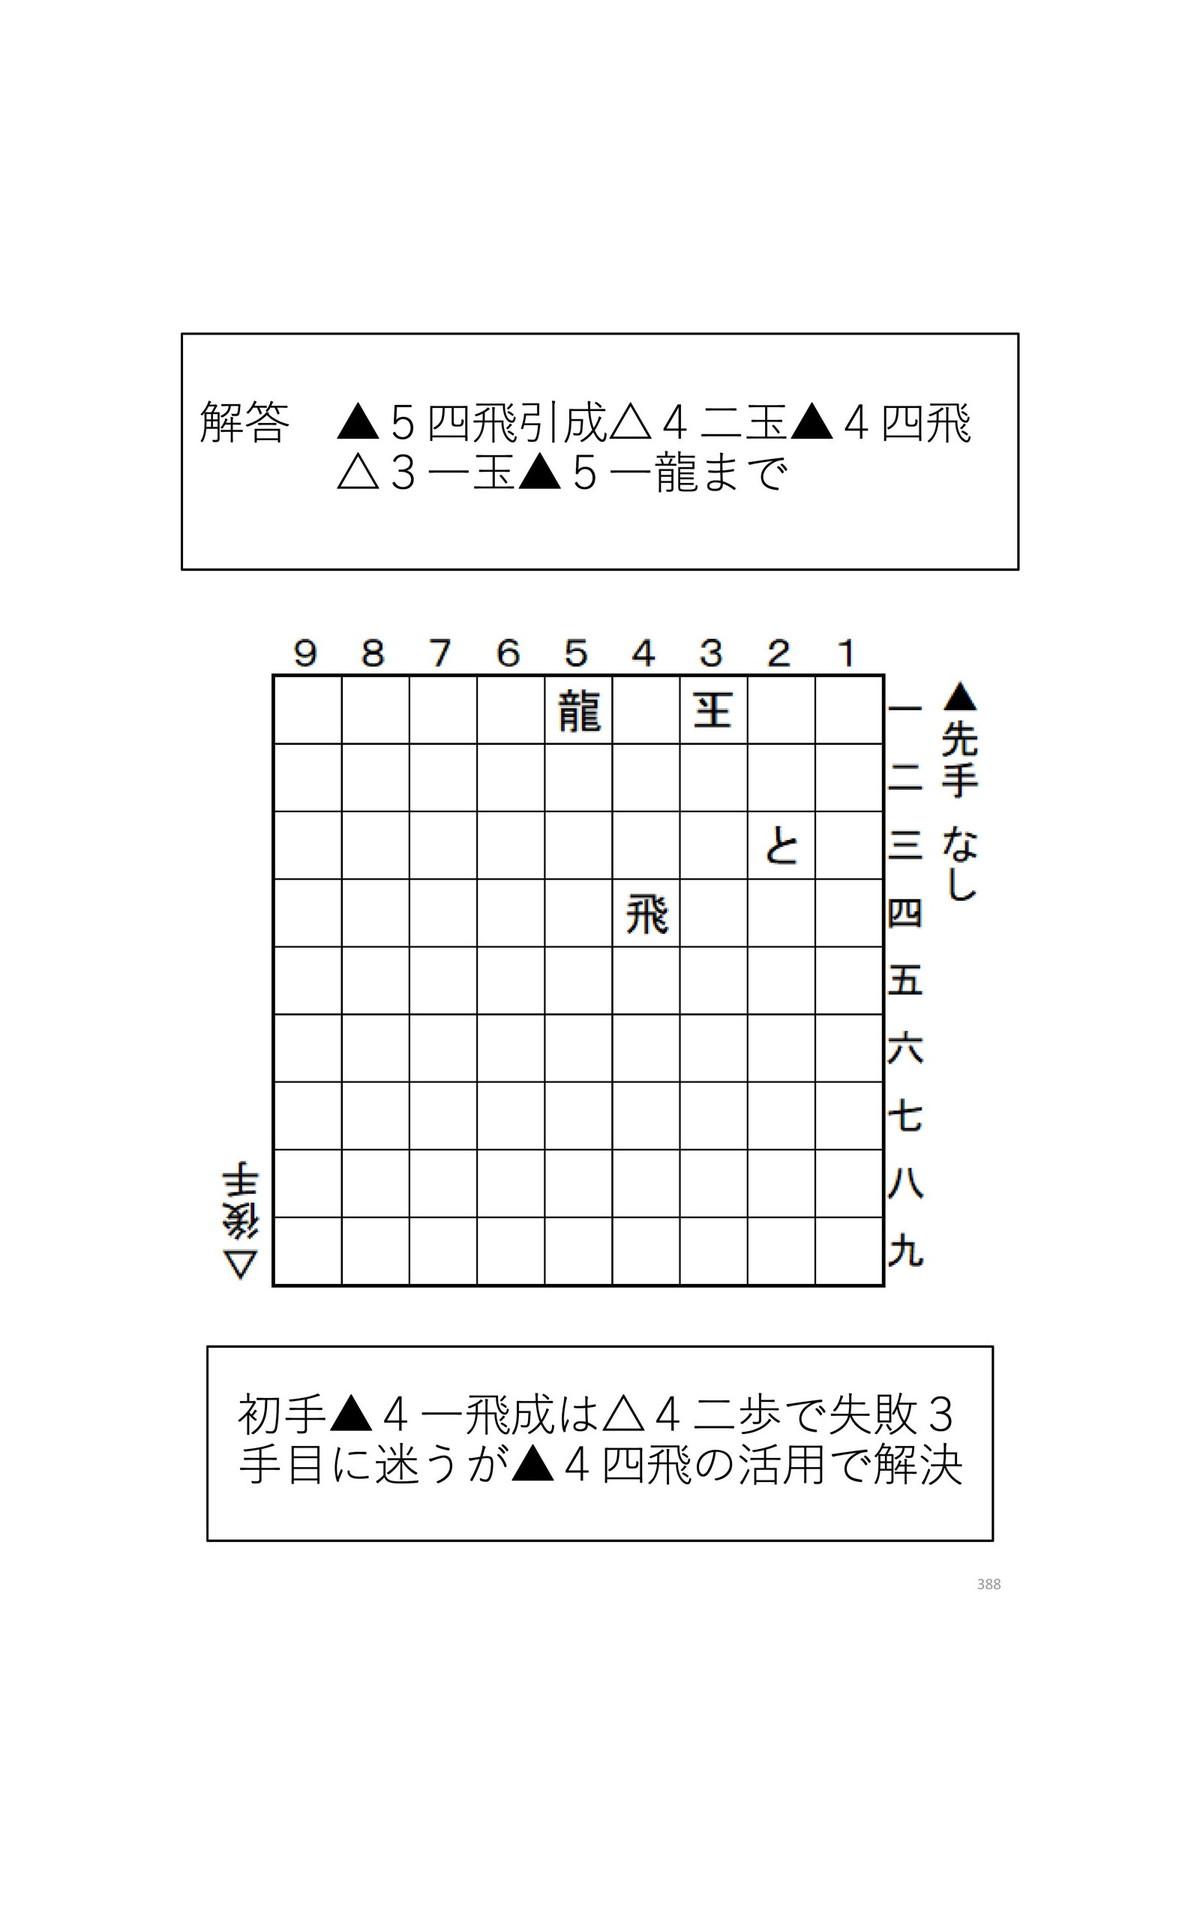 解答　▲５四飛引成△４二玉▲４四飛
△３一玉▲５一龍まで
9 8 7 6 5 4 3 2 1
龍 王 一
二
と 三
飛 四
五
六
七
八
九
▲先手 なし
△後手
初手▲４一飛成は△４二歩で失敗３
手目に迷うが▲４四飛の活用で解決
388